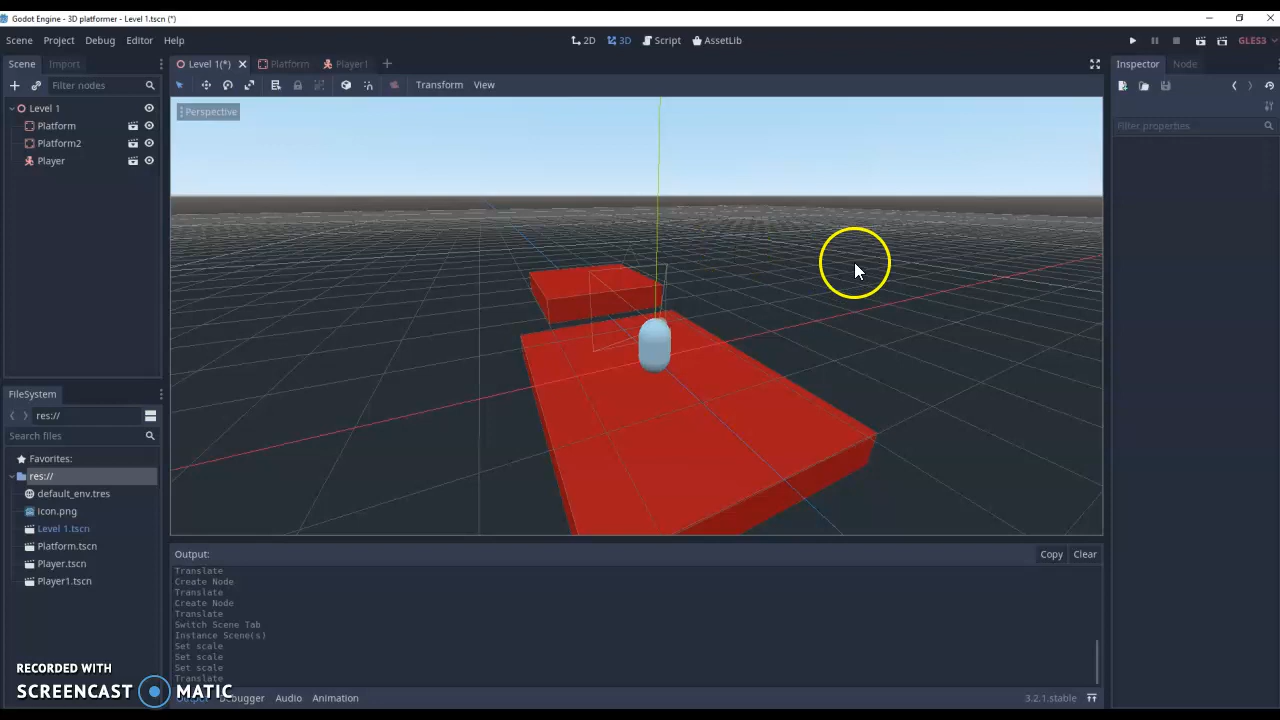 Godot Engine - 3D platformer - Level 1.tscn (*)
Scene Project Debug Editor Help
2D 3D Script AssetLib
GLES3
Scene Import
Level 1(*) Platform Player1
Inspector Node
Filter nodes
Transform View
Level 1
Platform
Platform2
Player
Perspective
Filter properties
FileSystem
res://
Search files
Favorites:
res://
default_env.tres
icon.png
Level 1.tscn
Platform.tscn
Player.tscn
Player1.tscn
Output:
Copy Clear
Translate
Create Node
Translate
Create Node
Translate
Switch Scene Tab
Instance Scene(s)
Set scale
Set scale
Set scale
Translate
Output Debugger Audio Animation
3.2.1.stable
RECORDED WITH
SCREENCAST MATIC